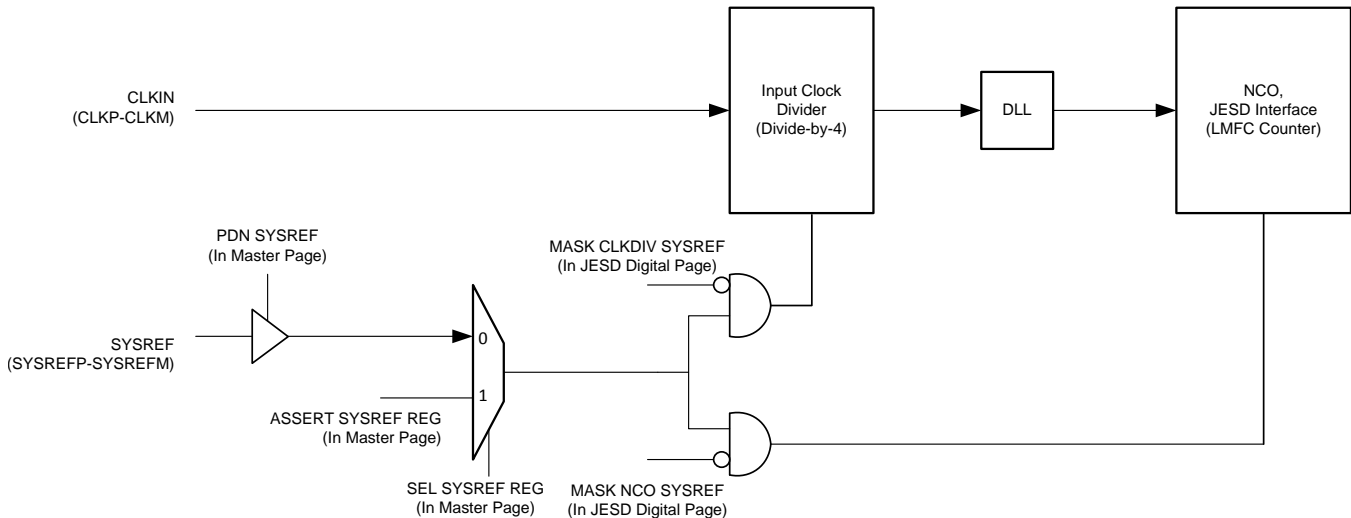 CLKIN
(CLKP-CLKM)
Input Clock
Divider
(Divide-by-4)
DLL
NCO,
JESD Interface
(LMFC Counter)
PDN SYSREF
(In Master Page)
MASK CLKDIV SYSREF
(In JESD Digital Page)
SYSREF
(SYSREFP-SYSREFM)
0
1
ASSERT SYSREF REG
(In Master Page)
SEL SYSREF REG
(In Master Page)
MASK NCO SYSREF
(In JESD Digital Page)